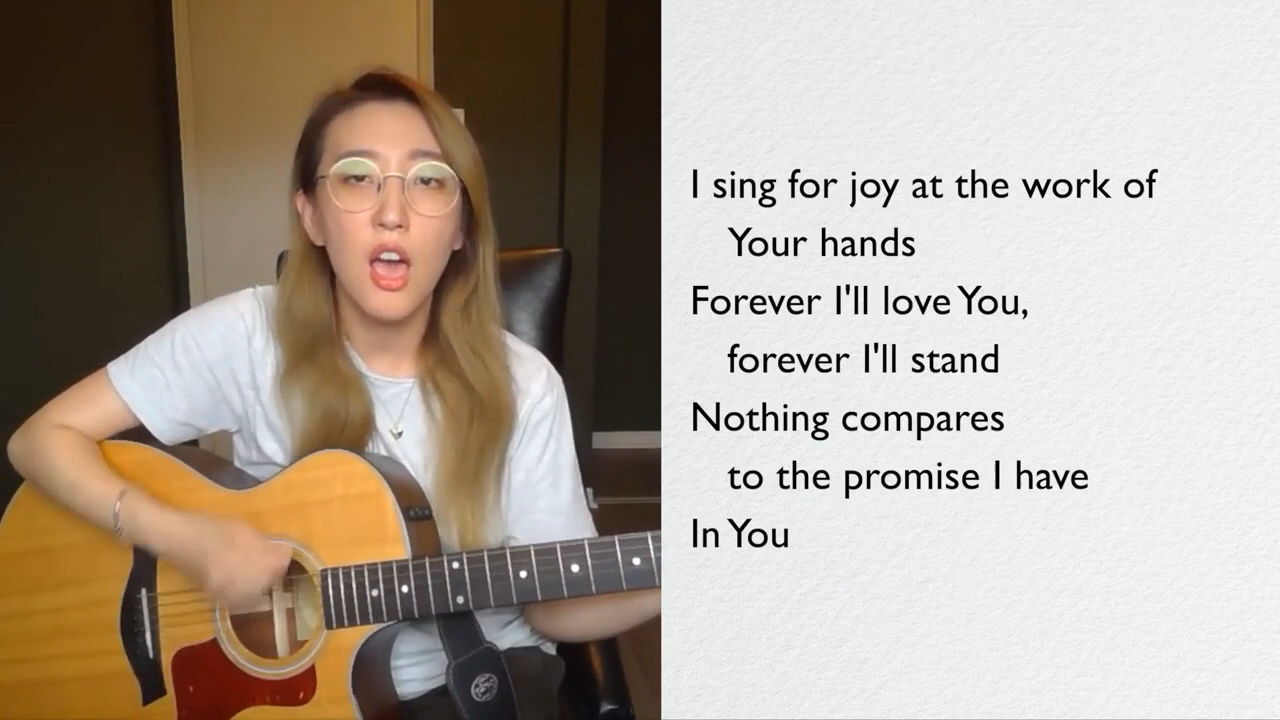 I sing for joy at the work of
Your hands
Forever I'll love You,
forever I'll stand
Nothing compares
to the promise I have
In You